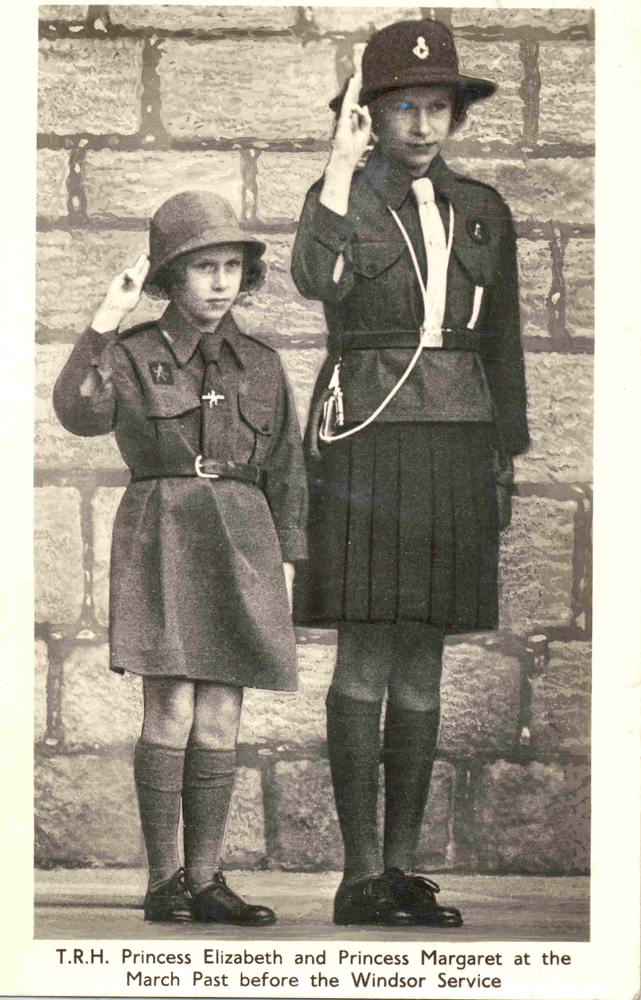 T.R.H. Princess Elizabeth and Princess Margaret at the
March Past before the Windsor Service